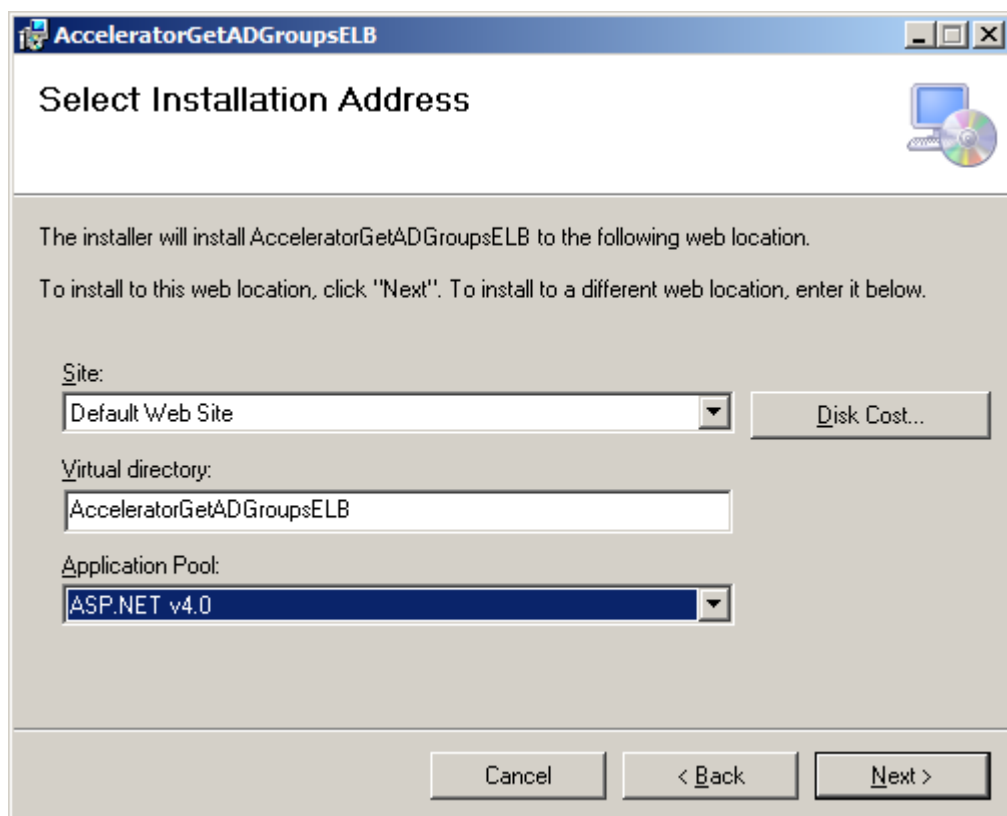 AcceleratorGetADGroupsELB
Select Installation Address
The installer will install AcceleratorGetADGroupsELB to the following web location.
To install to this web location, click "Next". To install to a different web location, enter it below.
Site:
Default Web Site
Disk Cost...
Virtual directory:
AcceleratorGetADGroupsELB
Application Pool:
ASP.NET v4.0
Cancel
< Back
Next >